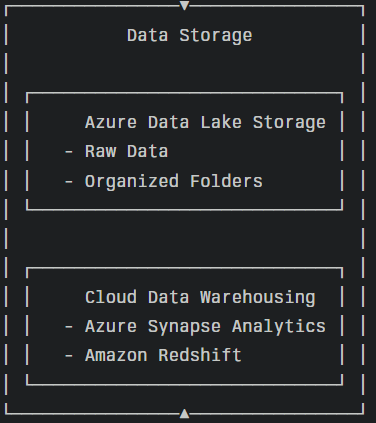 Data Storage
Azure Data Lake Storage
- Raw Data
- Organized Folders
Cloud Data Warehousing
- Azure Synapse Analytics
- Amazon Redshift